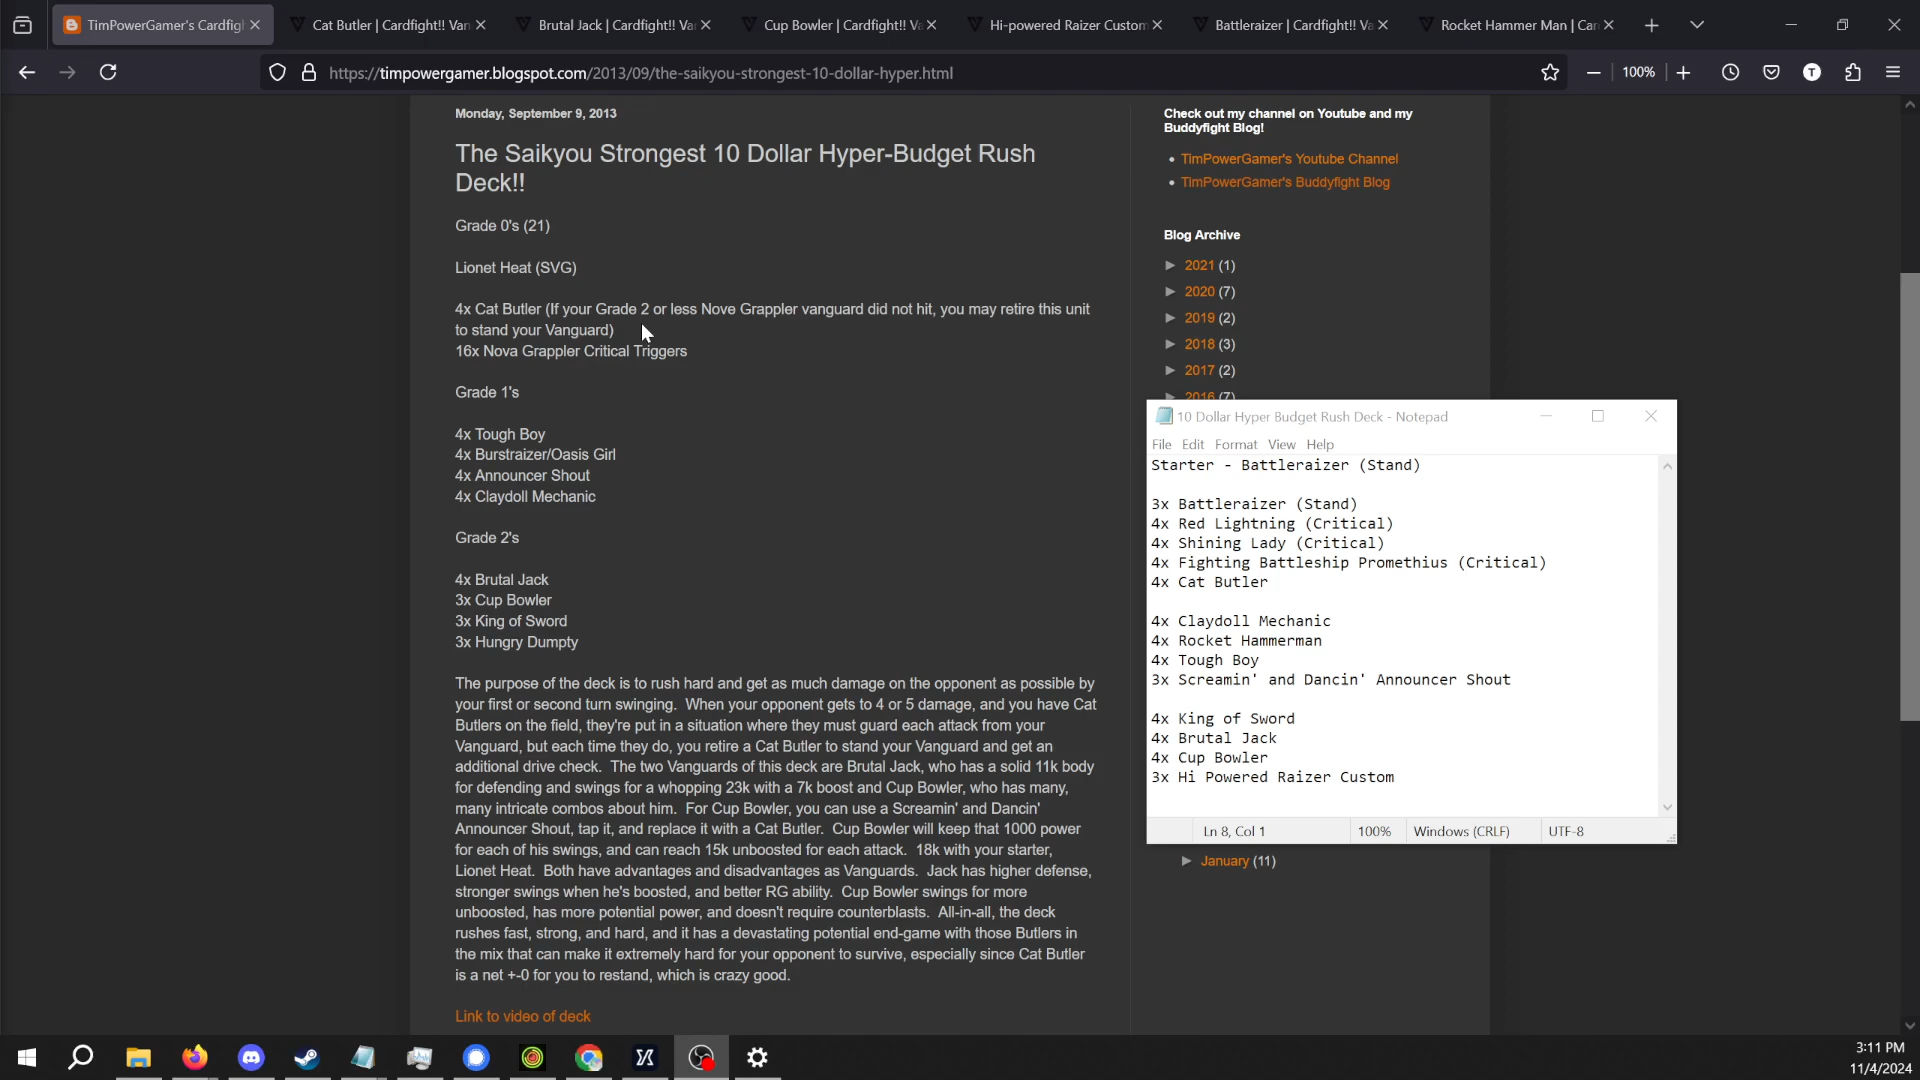 TimPowerGamer's Cardfigh
Cat Butler | Cardfight!! Van
Brutal Jack | Cardfight!! Va
Cup Bowler | Cardfight!! Va
Hi-powered Raizer Custom
Battleraizer | Cardfight!! Va
Rocket Hammer Man | Car
https://timpowergamer.blogspot.com/2013/09/the-saikyou-strongest-10-dollar-hyper.html
100%
T
Monday, September 9, 2013
The Saikyou Strongest 10 Dollar Hyper-Budget Rush
Deck!!
Grade 0's (21)
Lionet Heat (SVG)
4x Cat Butler (If your Grade 2 or less Nove Grappler vanguard did not hit, you may retire this unit
to stand your Vanguard)
16x Nova Grappler Critical Triggers
Grade 1's
4x Tough Boy
4x Burstraizer/Oasis Girl
4x Announcer Shout
4x Claydoll Mechanic
Grade 2's
4x Brutal Jack
3x Cup Bowler
3x King of Sword
3x Hungry Dumpty
The purpose of the deck is to rush hard and get as much damage on the opponent as possible by
your first or second turn swinging.  When your opponent gets to 4 or 5 damage, and you have Cat
Butlers on the field, they're put in a situation where they must guard each attack from your
Vanguard, but each time they do, you retire a Cat Butler to stand your Vanguard and get an
additional drive check.  The two Vanguards of this deck are Brutal Jack, who has a solid 11k body
for defending and swings for a whopping 23k with a 7k boost and Cup Bowler, who has many,
many intricate combos about him.  For Cup Bowler, you can use a Screamin' and Dancin'
Announcer Shout, tap it, and replace it with a Cat Butler.  Cup Bowler will keep that 1000 power
for each of his swings, and can reach 15k unboosted for each attack.  18k with your starter,
Lionet Heat.  Both have advantages and disadvantages as Vanguards.  Jack has higher defense,
stronger swings when he's boosted, and better RG ability.  Cup Bowler swings for more
unboosted, has more potential power, and doesn't require counterblasts.  All-in-all, the deck
rushes fast, strong, and hard, and it has a devastating potential end-game with those Butlers in
the mix that can make it extremely hard for your opponent to survive, especially since Cat Butler
is a net +-0 for you to restand, which is crazy good.
Link to video of deck
Check out my channel on Youtube and my
Buddyfight Blog!
TimPowerGamer's Youtube Channel
TimPowerGamer's Buddyfight Blog
Blog Archive
► 2021 (1)
► 2020 (7)
► 2019 (2)
► 2018 (3)
► 2017 (2)
► 2016 (7)
10 Dollar Hyper Budget Rush Deck - Notepad
File Edit Format View Help
Starter - Battleraizer (Stand)
3x Battleraizer (Stand)
4x Red Lightning (Critical)
4x Shining Lady (Critical)
4x Fighting Battleship Promethius (Critical)
4x Cat Butler
4x Claydoll Mechanic
4x Rocket Hammerman
4x Tough Boy
3x Screamin' and Dancin' Announcer Shout
4x King of Sword
4x Brutal Jack
4x Cup Bowler
3x Hi Powered Raizer Custom
Ln 8, Col 1 100% Windows (CRLF) UTF-8
► January (11)
3:11 PM
11/4/2024